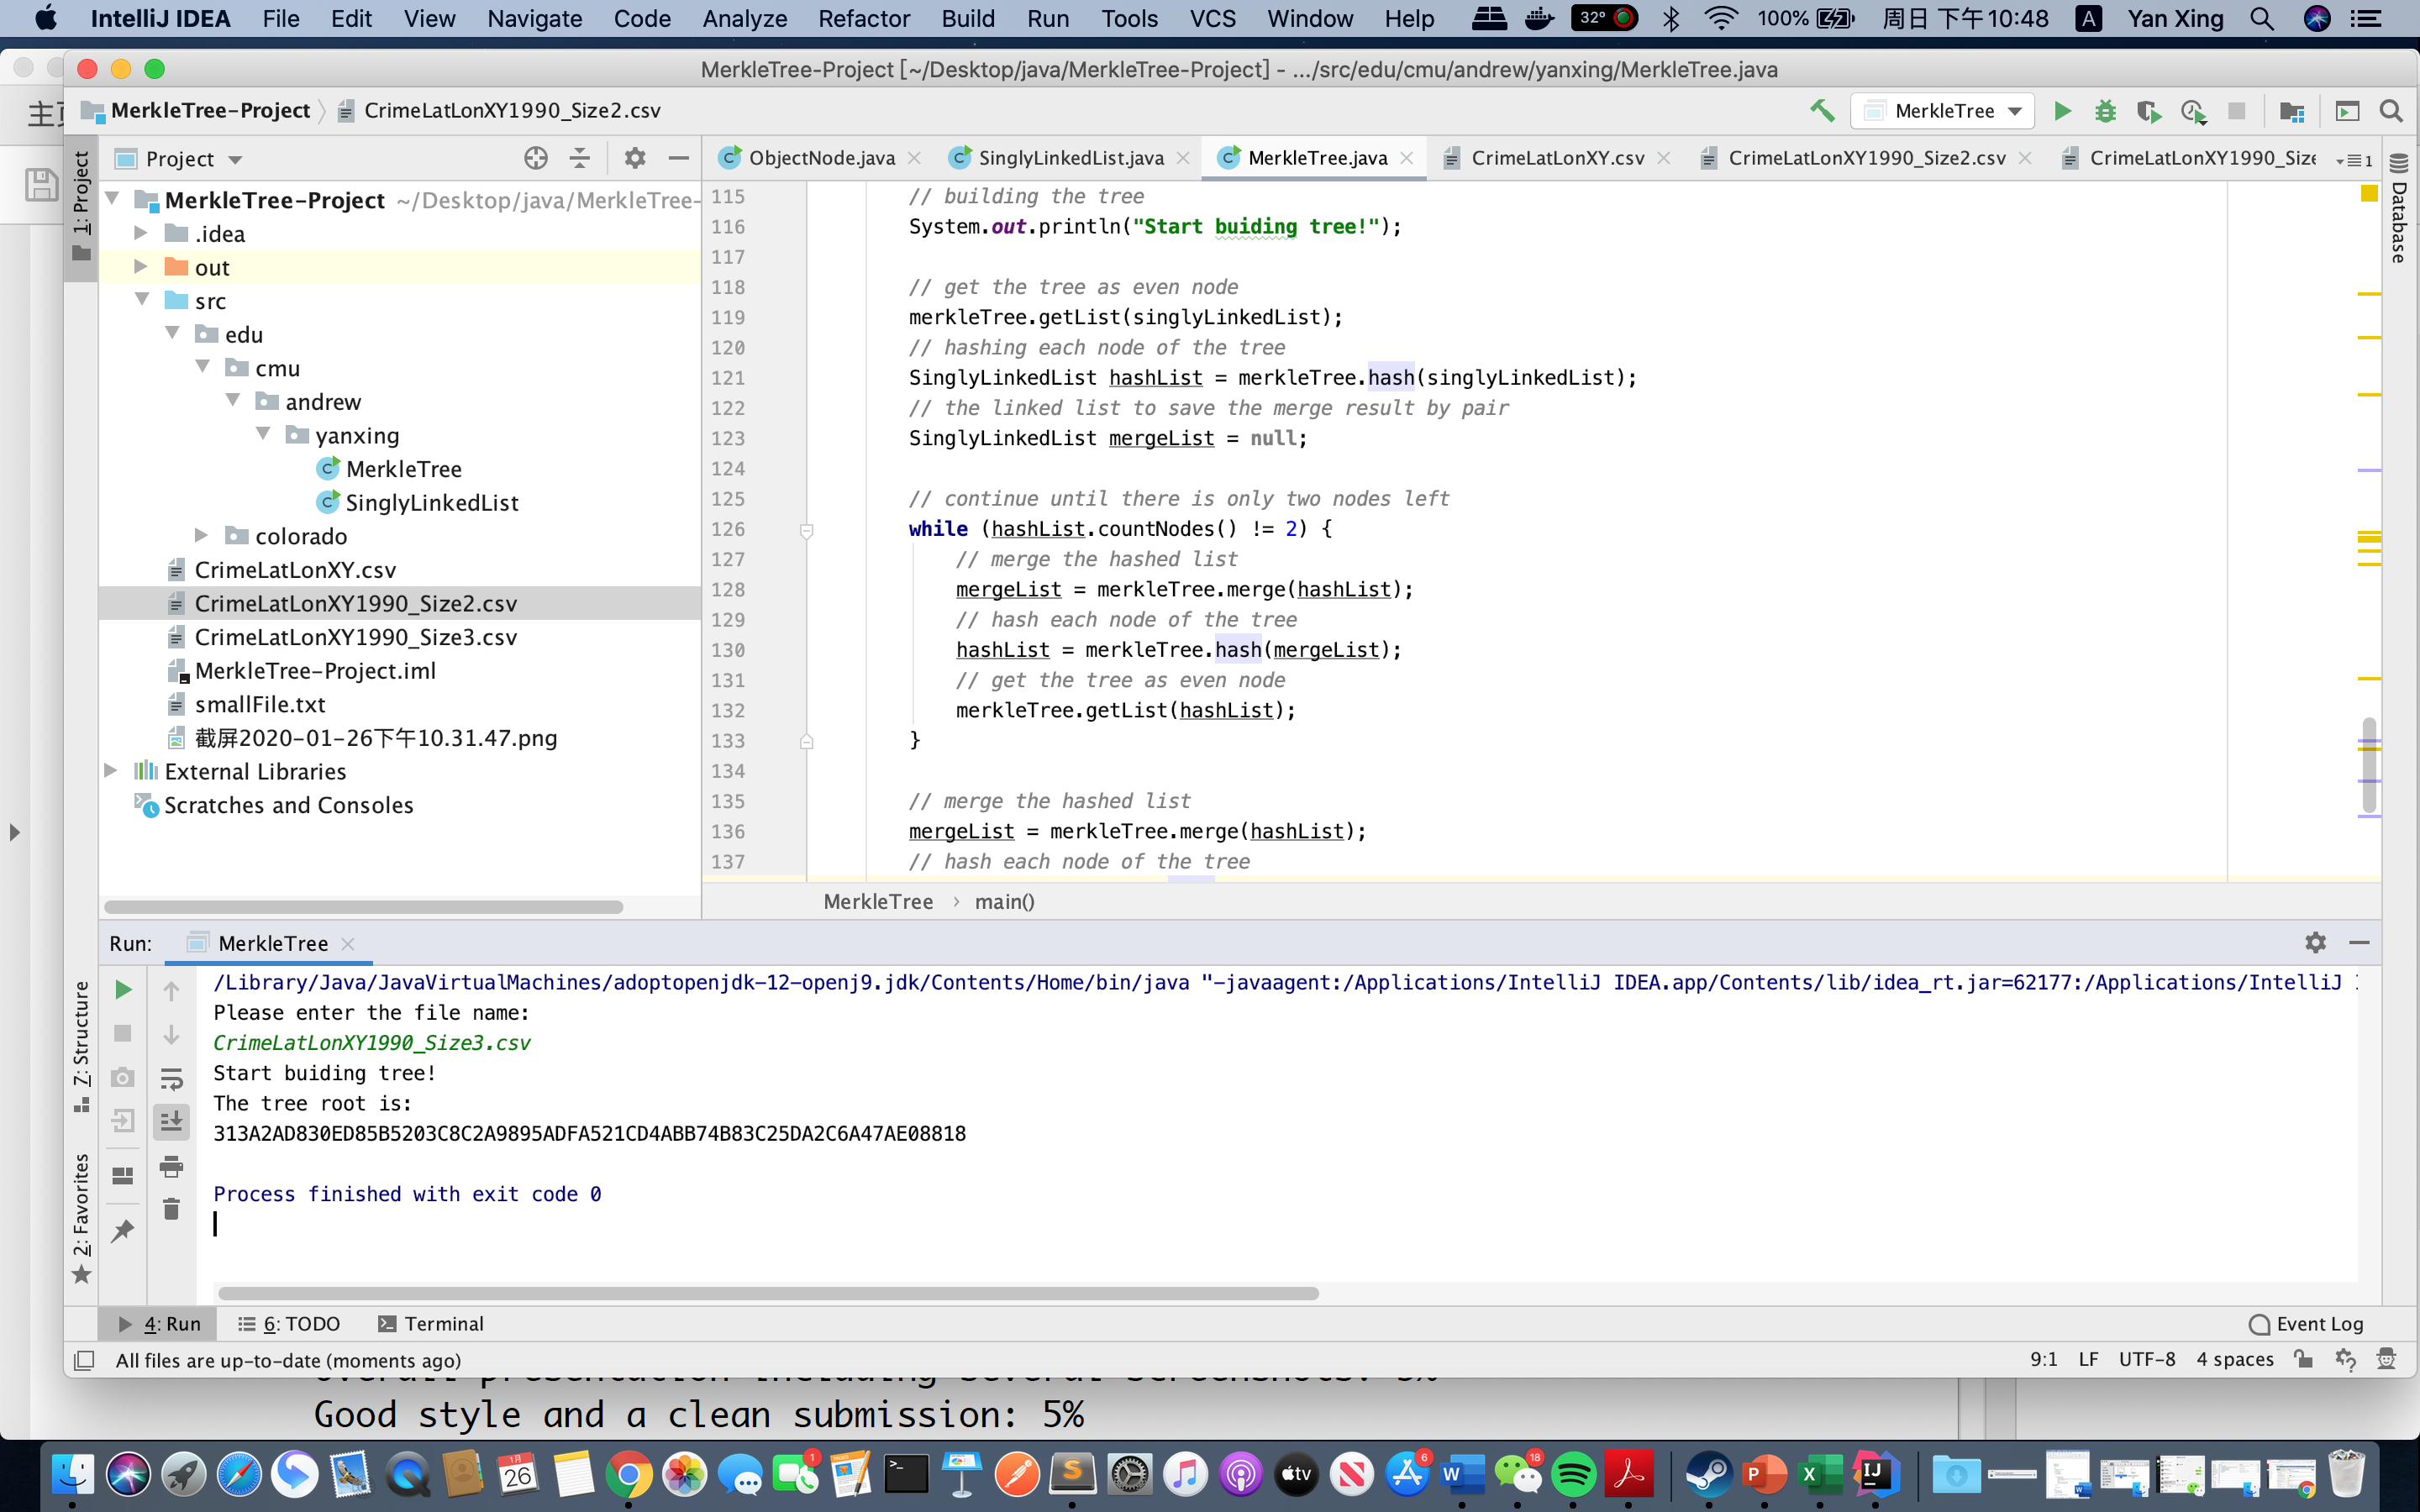 IntelliJ IDEA File Edit View Navigate Code Analyze Refactor Build Run Tools VCS Window Help 32° 100% 周日 下午10:48 A Yan Xing
MerkleTree-Project [~/Desktop/java/MerkleTree-Project] - .../src/edu/cmu/andrew/yanxing/MerkleTree.java
MerkleTree-Project CrimeLatLonXY1990_Size2.csv MerkleTree
Project
ObjectNode.java SinglyLinkedList.java MerkleTree.java CrimeLatLonXY.csv CrimeLatLonXY1990_Size2.csv CrimeLatLonXY1990_Size 1
1: Project
Database
MerkleTree-Project ~/Desktop/java/MerkleTree-
.idea
out
src
edu
cmu
andrew
yanxing
MerkleTree
SinglyLinkedList
colorado
CrimeLatLonXY.csv
CrimeLatLonXY1990_Size2.csv
CrimeLatLonXY1990_Size3.csv
MerkleTree-Project.iml
smallFile.txt
截屏2020-01-26下午10.31.47.png
External Libraries
Scratches and Consoles
115 // building the tree
116 System.out.println("Start buiding tree!");
117
118 // get the tree as even node
119 merkleTree.getList(singlyLinkedList);
120 // hashing each node of the tree
121 SinglyLinkedList hashList = merkleTree.hash(singlyLinkedList);
122 // the linked list to save the merge result by pair
123 SinglyLinkedList mergeList = null;
124
125 // continue until there is only two nodes left
126 while (hashList.countNodes() != 2) {
127 // merge the hashed list
128 mergeList = merkleTree.merge(hashList);
129 // hash each node of the tree
130 hashList = merkleTree.hash(mergeList);
131 // get the tree as even node
132 merkleTree.getList(hashList);
133 }
134
135 // merge the hashed list
136 mergeList = merkleTree.merge(hashList);
137 // hash each node of the tree
MerkleTree › main()
Run: MerkleTree
/Library/Java/JavaVirtualMachines/adoptopenjdk-12-openj9.jdk/Contents/Home/bin/java "-javaagent:/Applications/IntelliJ IDEA.app/Contents/lib/idea_rt.jar=62177:/Applications/IntelliJ
Please enter the file name:
CrimeLatLonXY1990_Size3.csv
Start buiding tree!
The tree root is:
313A2AD830ED85B5203C8C2A9895ADFA521CD4ABB74B83C25DA2C6A47AE08818
Process finished with exit code 0
7: Structure
2: Favorites
4: Run 6: TODO Terminal Event Log
All files are up-to-date (moments ago) 9:1 LF UTF-8 4 spaces
Good style and a clean submission: 5%
1月 26 1 tv 6 W 18 P X IJ